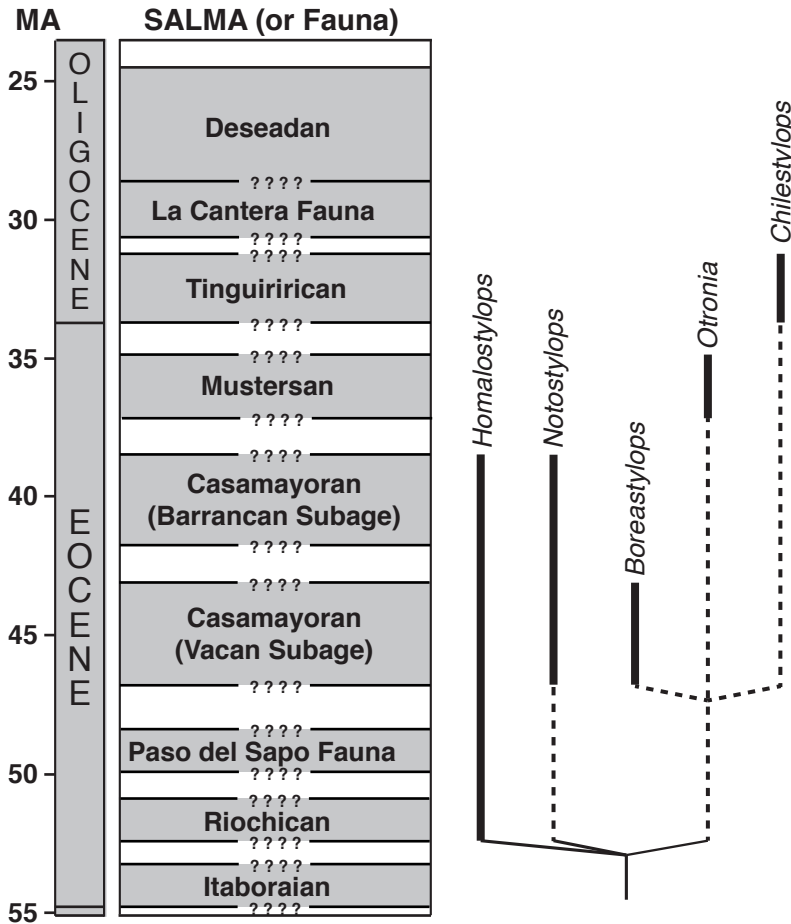 MA
SALMA (or Fauna)
25
30
35
40
45
50
55
OLIGOCENE
EOCENE
Deseadan
? ? ? ?
La Cantera Fauna
? ? ? ?
? ? ? ?
Tinguirirican
? ? ? ?
? ? ? ?
Mustersan
? ? ? ?
? ? ? ?
Casamayoran
(Barrancan Subage)
? ? ? ?
? ? ? ?
Casamayoran
(Vacan Subage)
? ? ? ?
? ? ? ?
Paso del Sapo Fauna
? ? ? ?
? ? ? ?
Riochican
? ? ? ?
? ? ? ?
Itaboraian
? ? ? ?
Homalostylops
Notostylops
Boreastylops
Otronia
Chilestylops